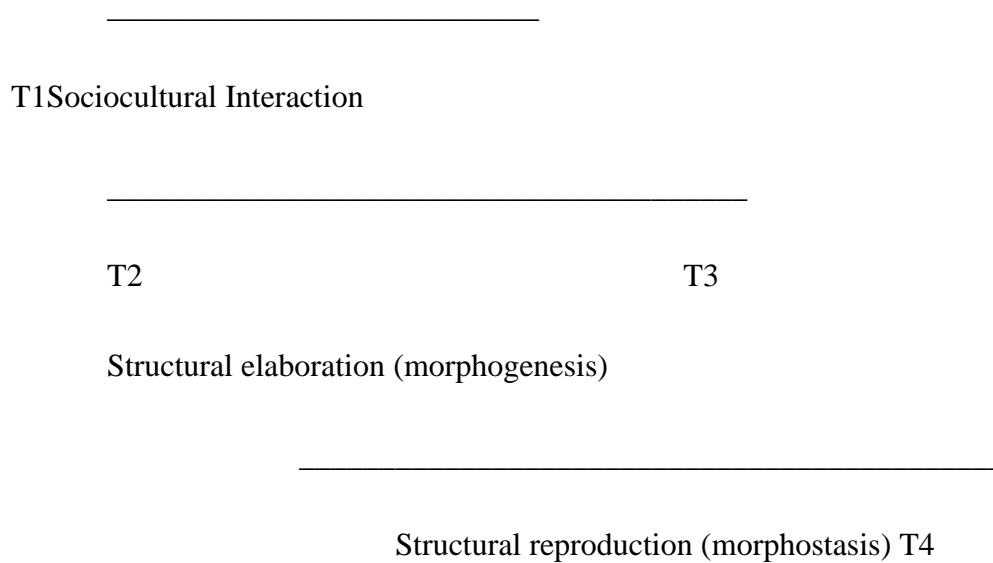 T1Sociocultural Interaction
T2 T3
Structural elaboration (morphogenesis)
Structural reproduction (morphostasis) T4